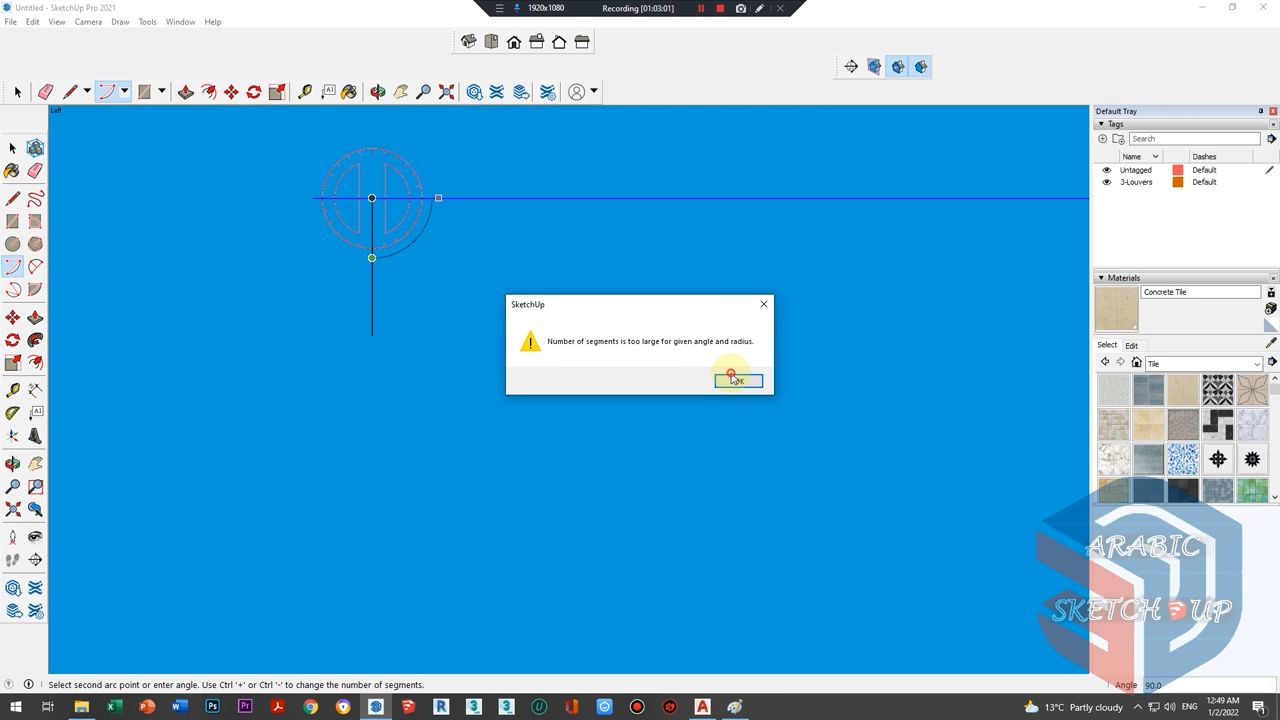 Untitled - SketchUp Pro 2021
1920x1080
Recording (01:03:01)
File Edit View Camera Draw Tools Window Help
Left
Default Tray
Tags
Search
Name Dashes
Untagged Default
3-Louvers Default
Materials
Concrete Tile
Select Edit
Tile
SketchUp
Number of segments is too large for given angle and radius.
ARABIC
SKETCH UP
Select second arc point or enter angle. Use Ctrl '+' or Ctrl '-' to change the number of segments.
Angle 90.0
13°C Partly cloudy
ENG
12:49 AM
1/2/2022